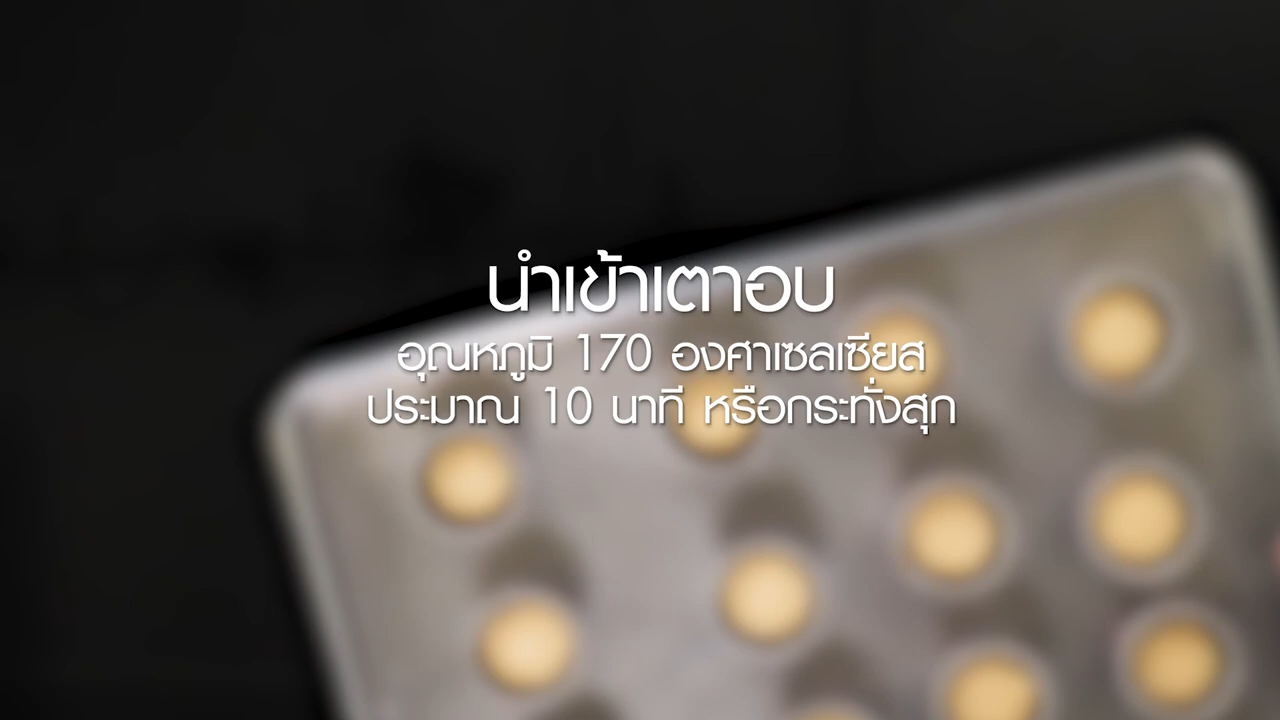 นำเข้าเตาอบ
อุณหภูมิ 170 องศาเซลเซียส
ประมาณ 10 นาที หรือกระทั่งสุก